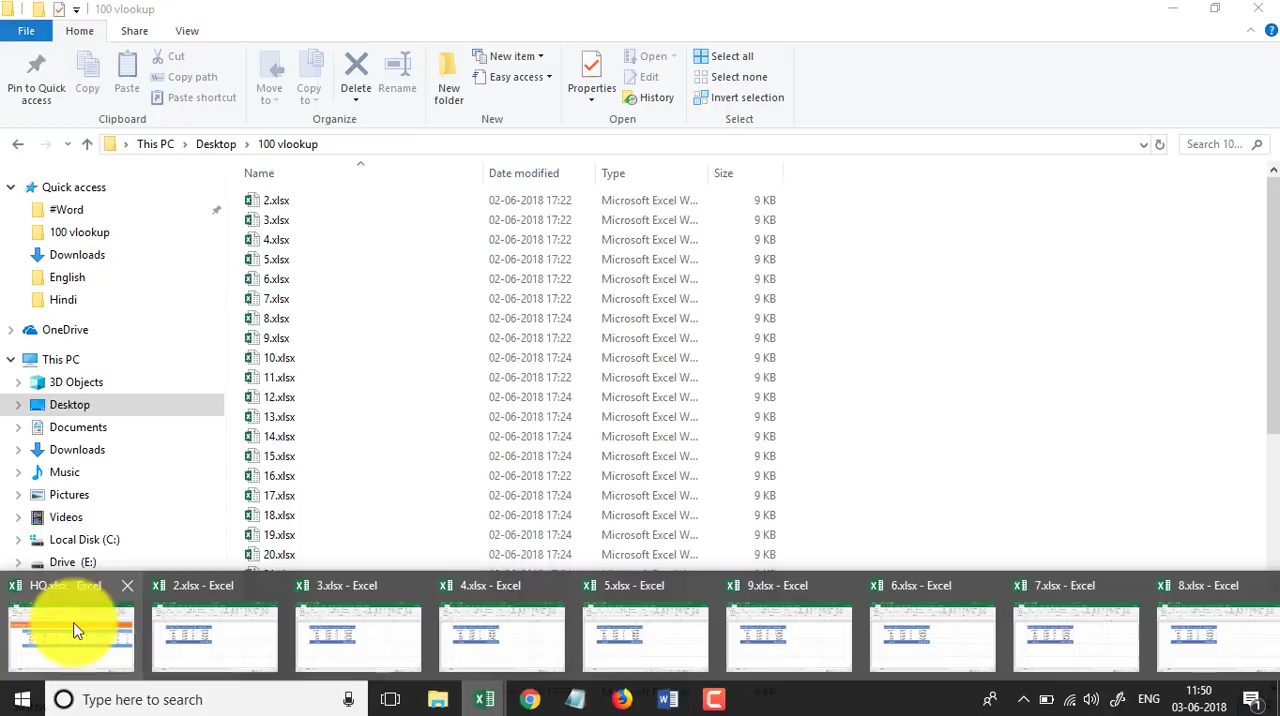 100 vlookup
File Home Share View
Pin to Quick access
Copy
Paste
Cut
Copy path
Paste shortcut
Clipboard
Move to
Copy to
Delete
Rename
Organize
New folder
New item
Easy access
New
Properties
Open
Edit
History
Open
Select all
Select none
Invert selection
Select
This PC Desktop 100 vlookup
Search 10...
Name Date modified Type Size
Quick access
#Word
100 vlookup
Downloads
English
Hindi
OneDrive
This PC
3D Objects
Desktop
Documents
Downloads
Music
Pictures
Videos
Local Disk (C:)
Drive (E:)
2.xlsx 02-06-2018 17:22 Microsoft Excel W... 9 KB
3.xlsx 02-06-2018 17:22 Microsoft Excel W... 9 KB
4.xlsx 02-06-2018 17:22 Microsoft Excel W... 9 KB
5.xlsx 02-06-2018 17:22 Microsoft Excel W... 9 KB
6.xlsx 02-06-2018 17:22 Microsoft Excel W... 9 KB
7.xlsx 02-06-2018 17:22 Microsoft Excel W... 9 KB
8.xlsx 02-06-2018 17:24 Microsoft Excel W... 9 KB
9.xlsx 02-06-2018 17:22 Microsoft Excel W... 9 KB
10.xlsx 02-06-2018 17:24 Microsoft Excel W... 9 KB
11.xlsx 02-06-2018 17:22 Microsoft Excel W... 9 KB
12.xlsx 02-06-2018 17:24 Microsoft Excel W... 9 KB
13.xlsx 02-06-2018 17:24 Microsoft Excel W... 9 KB
14.xlsx 02-06-2018 17:24 Microsoft Excel W... 9 KB
15.xlsx 02-06-2018 17:24 Microsoft Excel W... 9 KB
16.xlsx 02-06-2018 17:22 Microsoft Excel W... 9 KB
17.xlsx 02-06-2018 17:24 Microsoft Excel W... 9 KB
18.xlsx 02-06-2018 17:24 Microsoft Excel W... 9 KB
19.xlsx 02-06-2018 17:24 Microsoft Excel W... 9 KB
20.xlsx 02-06-2018 17:24 Microsoft Excel W... 9 KB
HQ.xlsx - Excel 2.xlsx - Excel 3.xlsx - Excel 4.xlsx - Excel 5.xlsx - Excel 9.xlsx - Excel 6.xlsx - Excel 7.xlsx - Excel 8.xlsx - Excel
Type here to search
ENG
11:50
03-06-2018
1